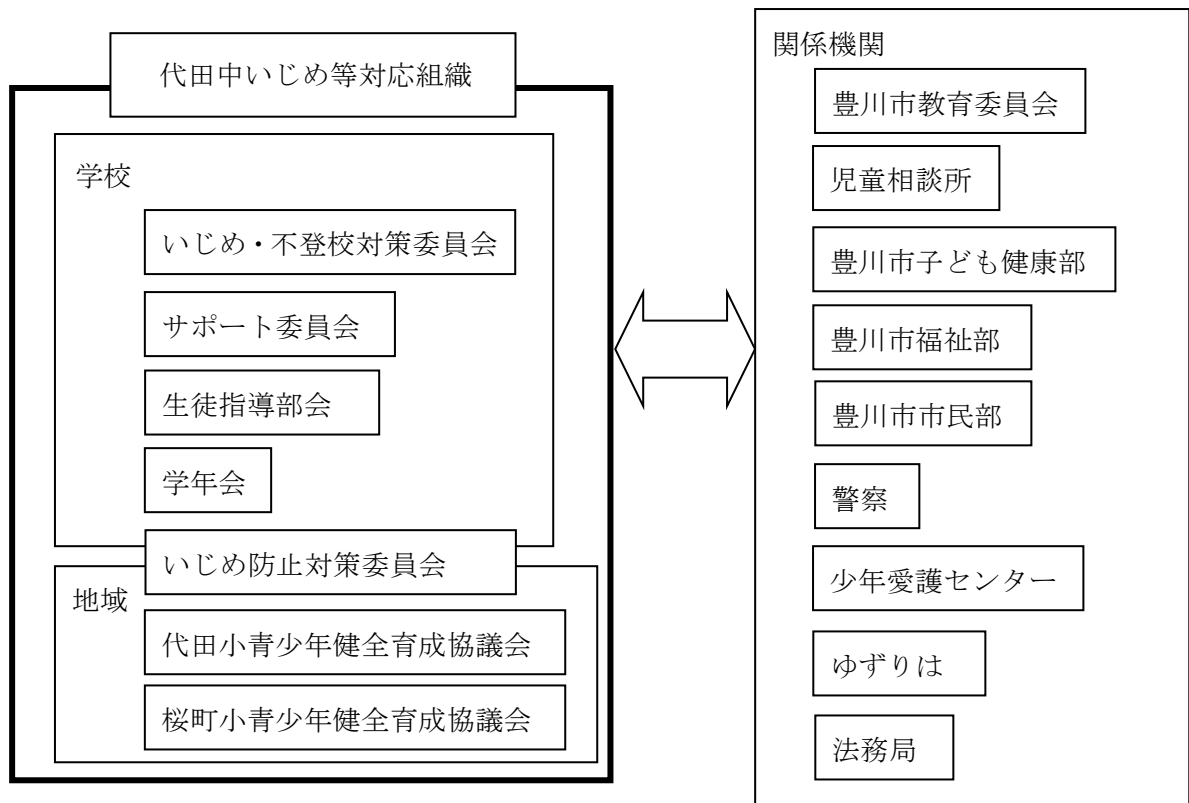 代田中いじめ等対応組織
学校
いじめ・不登校対策委員会
サポート委員会
生徒指導部会
学年会
いじめ防止対策委員会
地域
代田小青少年健全育成協議会
桜町小青少年健全育成協議会
関係機関
豊川市教育委員会
児童相談所
豊川市子ども健康部
豊川市福祉部
豊川市市民部
警察
少年愛護センター
ゆずりは
法務局